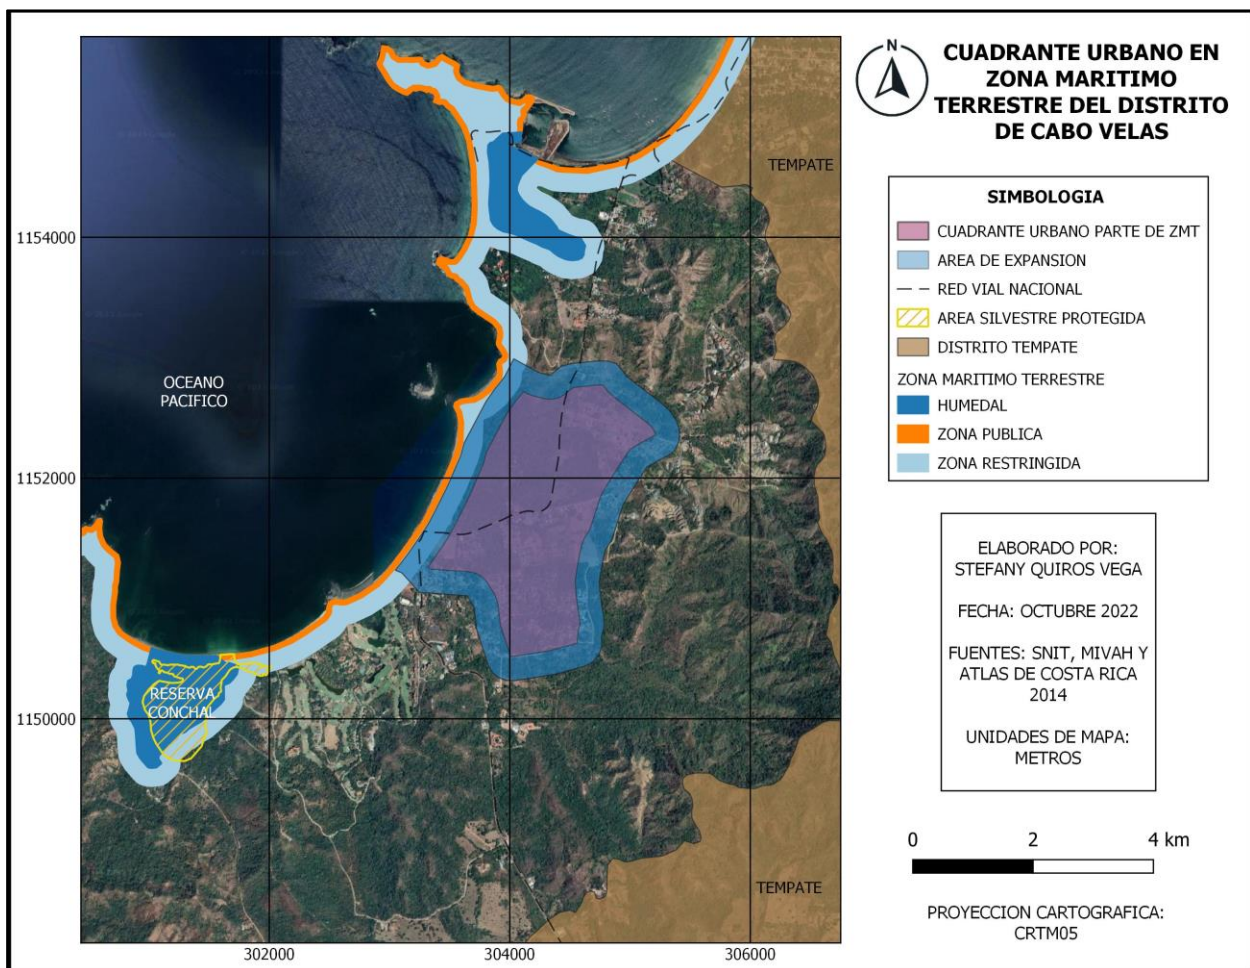 CUADRANTE URBANO EN
ZONA MARITIMO
TERRESTRE DEL DISTRITO
DE CABO VELAS
N
SIMBOLOGIA
CUADRANTE URBANO PARTE DE ZMT
AREA DE EXPANSION
RED VIAL NACIONAL
AREA SILVESTRE PROTEGIDA
DISTRITO TEMPATE
ZONA MARITIMO TERRESTRE
HUMEDAL
ZONA PUBLICA
ZONA RESTRINGIDA
ELABORADO POR:
STEFANY QUIROS VEGA
FECHA: OCTUBRE 2022
FUENTES: SNIT, MIVAH Y
ATLAS DE COSTA RICA
2014
UNIDADES DE MAPA:
METROS
0 2 4 km
PROYECCION CARTOGRAFICA:
CRTM05
TEMPATE
OCEANO
PACIFICO
RESERVA
CONCHAL
TEMPATE
1154000
1152000
1150000
302000 304000 306000